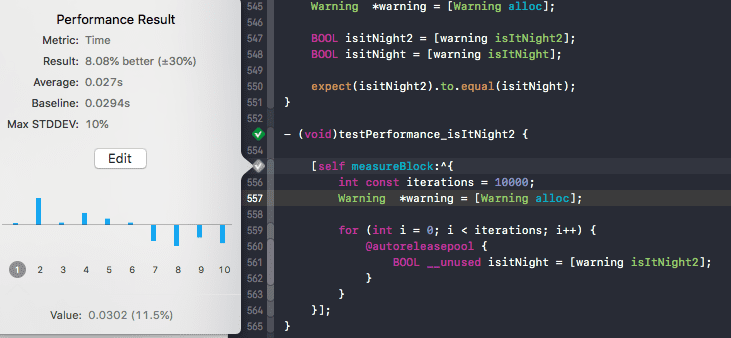 Performance Result
Metric: Time
Result: 8.08% better (±30%)
Average: 0.027s
Baseline: 0.0294s
Max STDDEV: 10%
Edit
1 2 3 4 5 6 7 8 9 10
Value: 0.0302 (11.5%)
545 Warning *warning = [Warning alloc];
546
547 BOOL isitNight2 = [warning isItNight2];
548 BOOL isitNight = [warning isItNight];
549
550 expect(isitNight2).to.equal(isitNight);
551 }
552
- (void)testPerformance_isItNight2 {
554
[self measureBlock:^{
556 int const iterations = 10000;
557 Warning *warning = [Warning alloc];
558
559 for (int i = 0; i < iterations; i++) {
560 @autoreleasepool {
561 BOOL __unused isitNight = [warning isItNight2];
562 }
563 }
564 }];
565 }